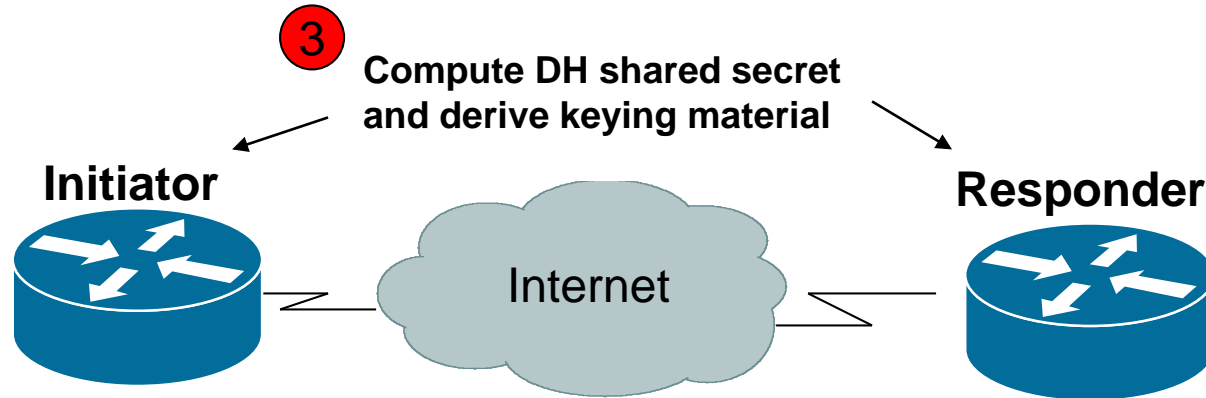 3
Compute DH shared secret
and derive keying material
Initiator
Responder
Internet